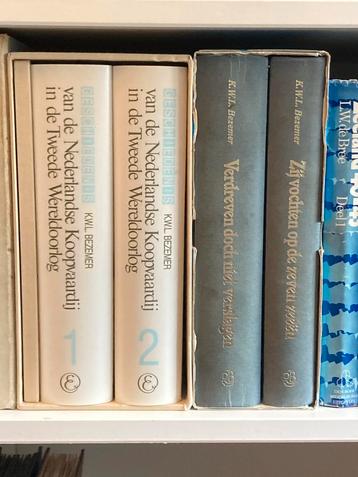 GESCHIEDENIS
van de Nederlandse Koopvaardij
in de Tweede Wereldoorlog
K.W.L. BEZEMER
1
GESCHIEDENIS
van de Nederlandse Koopvaardij
in de Tweede Wereldoorlog
K.W.L. BEZEMER
2
K.W.L. Bezemer
Verdreven doch niet verslagen
K.W.L. Bezemer
Zij vochten op de zeven zeeën
L.W. de Bree
Deel 1